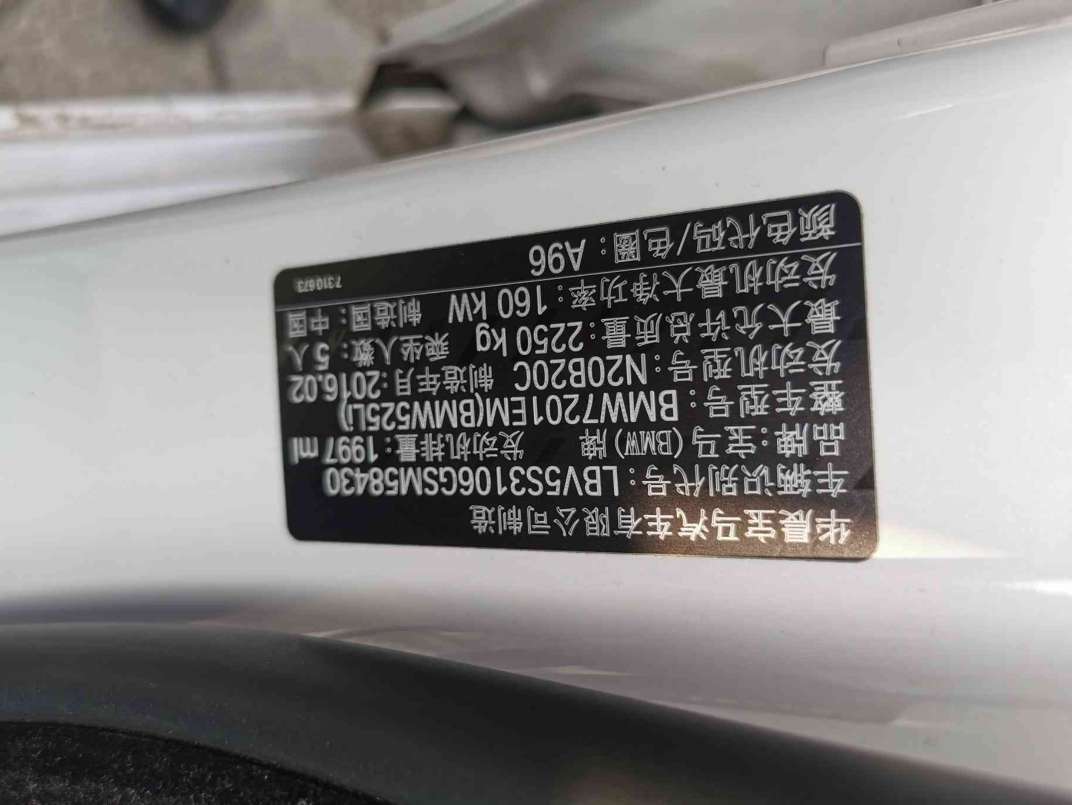 华晨宝马汽车有限公司制造
车辆识别代号：LBV5S3106GSM58430
品牌：宝马(BMW)牌 发动机排量：1997 ml
整车型号：BMW7201EM(BMW525Li)
发动机型号：N20B20C 制造年月：2016.02
最大允许总质量：2250 kg 乘坐人数：5 人
发动机最大净功率：160 kW 制造国：中國
颜色代码/色圈：A96
7310673